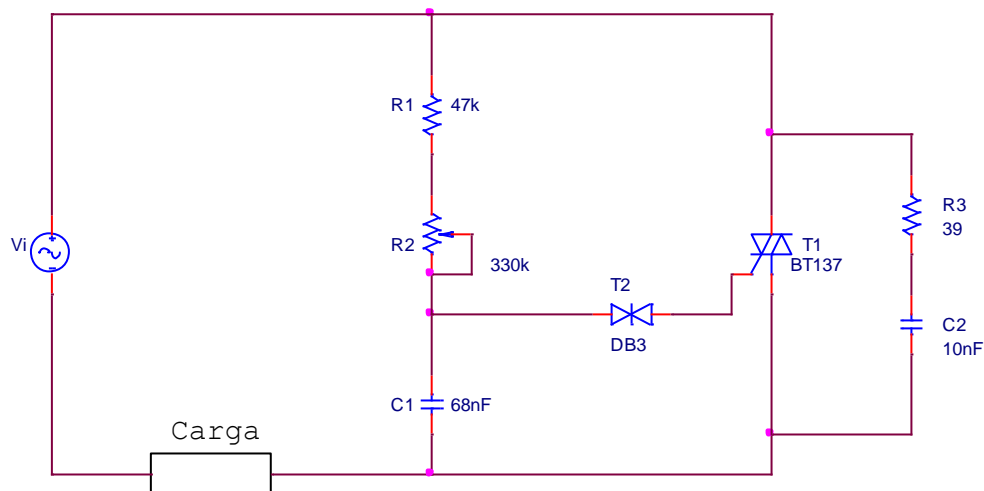 R1 47k
R2
330k
Vi
T2
DB3
T1
BT137
R3
39
C2
10nF
C1 68nF
Carga